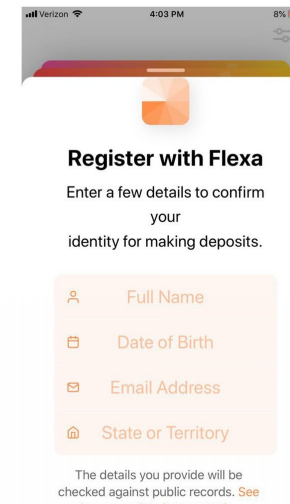 Verizon 4:03 PM 8%
Register with Flexa
Enter a few details to confirm
your
identity for making deposits.
Full Name
Date of Birth
Email Address
State or Territory
The details you provide will be
checked against public records. See